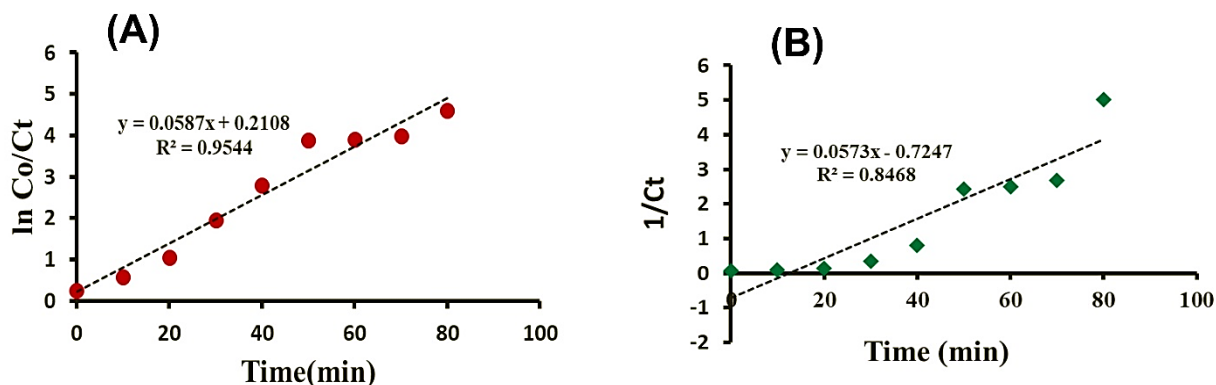 (A)
6
5
4
3
2
1
0
ln Co/Ct
y = 0.0587x + 0.2108
R² = 0.9544
0 20 40 60 80 100
Time(min)
(B)
6
5
4
3
2
1
0
-1
-2
1/Ct
y = 0.0573x - 0.7247
R² = 0.8468
0 20 40 60 80 100
Time (min)